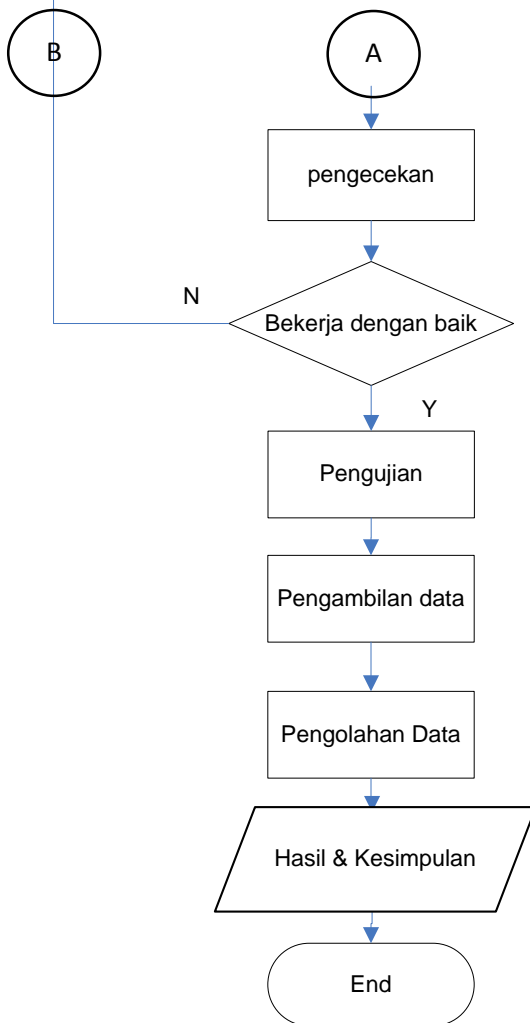 B
A
pengecekan
N
Bekerja dengan baik
Y
Pengujian
Pengambilan data
Pengolahan Data
Hasil & Kesimpulan
End